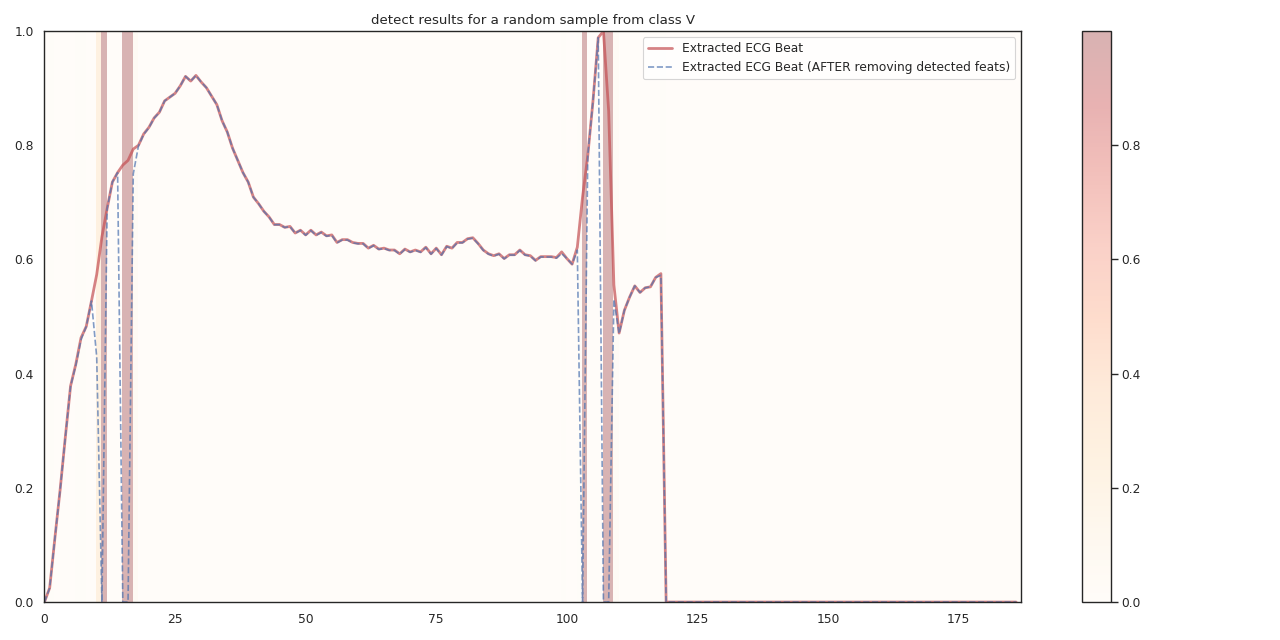 detect results for a random sample from class V
1.0
0.8
0.6
0.4
0.2
0.0
Extracted ECG Beat
Extracted ECG Beat (AFTER removing detected feats)
0 25 50 75 100 125 150 175
0.8
0.6
0.4
0.2
0.0